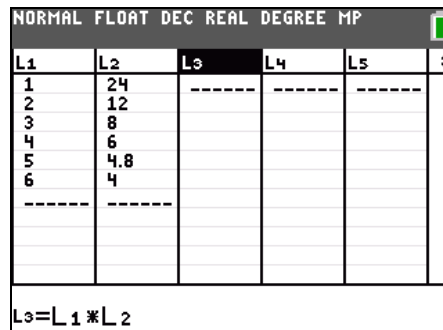 NORMAL FLOAT DEC REAL DEGREE MP
L1 L2 L3 L4 L5
1 24 ------ ------ ------
2 12
3 8
4 6
5 4.8
6 4
------ ------
L3=L1*L2